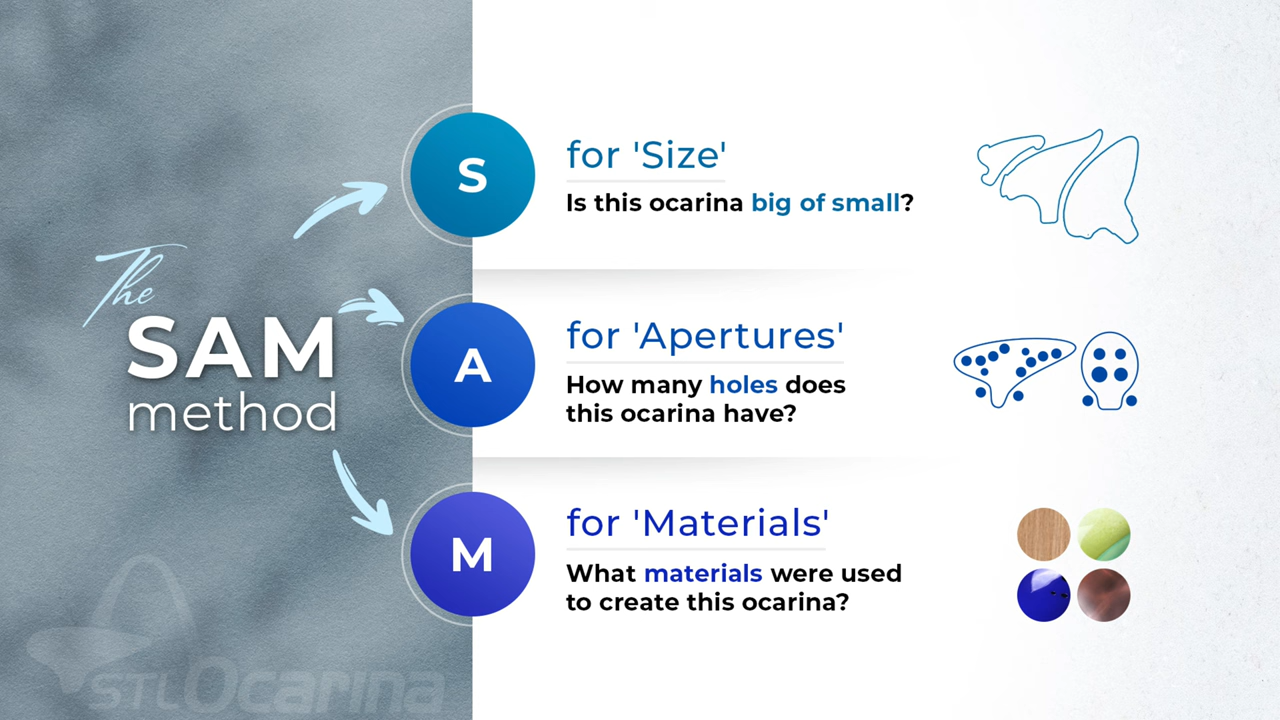 The
SAM
method
S
for 'Size'
Is this ocarina big of small?
A
for 'Apertures'
How many holes does
this ocarina have?
M
for 'Materials'
What materials were used
to create this ocarina?
STLOcarina